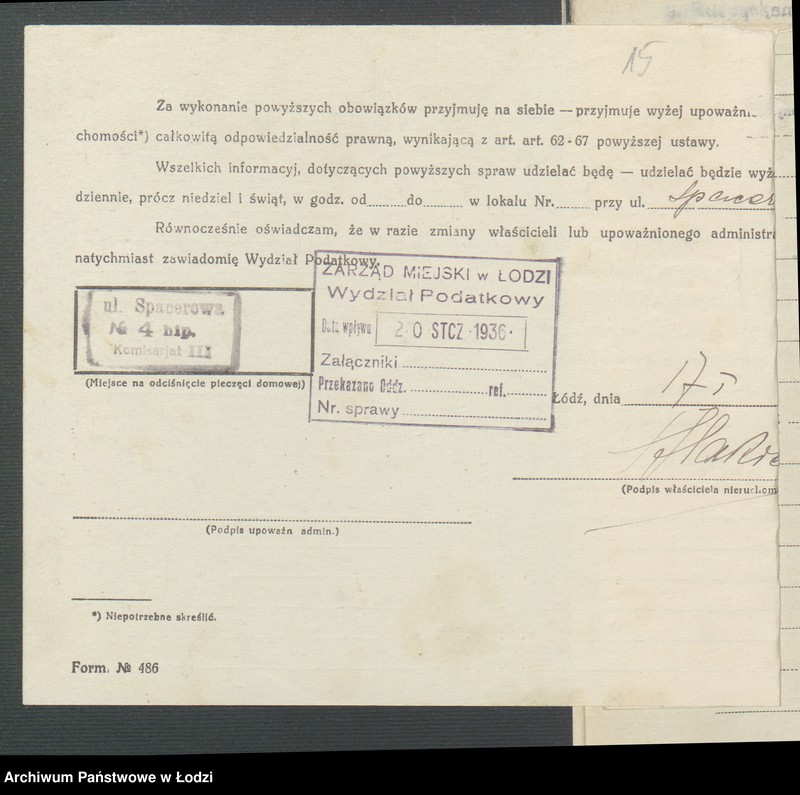 15
Za wykonanie powyższych obowiązków przyjmuję na siebie — przyjmuje wyżej upoważni
chomości*) całkowitą odpowiedzialność prawną, wynikającą z art. art. 62 - 67 powyższej ustawy.
Wszelkich informacyj, dotyczących powyższych spraw udzielać będę — udzielać będzie wyż
dziennie, prócz niedziel i świąt, w godz. od ........ do ........ w lokalu Nr. ........ przy ul. Spacer
Równocześnie oświadczam, że w razie zmiany właścicieli lub upoważnionego administra
natychmiast zawiadomię Wydział Podatkowy.
ZARZĄD MIEJSKI w ŁODZI
Wydział Podatkowy
Data wpływu 20 STCZ 1936
Załączniki
Przekazano Oddz. ........ ref. ........
Nr. sprawy
ul. Spacerowa
№ 4 hip.
Komisarjat III
(Miejsce na odciśnięcie pieczęci domowej)
Łódź, dnia 17 I
(Podpis właściciela nieruchom
(Podpis upoważn admin.)
*) Niepotrzebne skreślić.
Form. № 486
Archiwum Państwowe w Łodzi